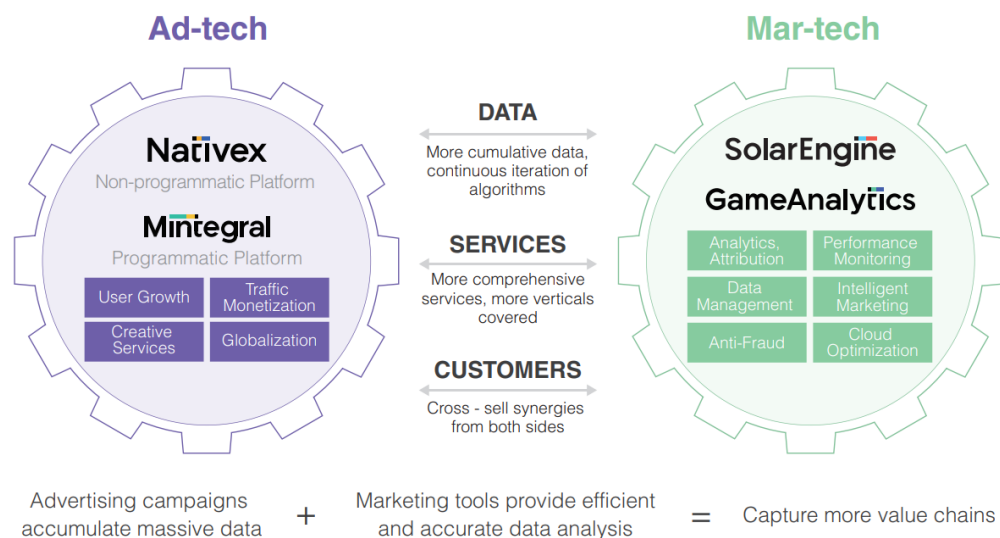 Ad-tech
Mar-tech
Nativex
Non-programmatic Platform
Mintegral
Programmatic Platform
User Growth
Traffic
Monetization
Creative
Services
Globalization
DATA
More cumulative data,
continuous iteration of
algorithms
SERVICES
More comprehensive
services, more verticals
covered
CUSTOMERS
Cross - sell synergies
from both sides
SolarEngine
GameAnalytics
Analytics,
Attribution
Performance
Monitoring
Data
Management
Intelligent
Marketing
Anti-Fraud
Cloud
Optimization
Advertising campaigns
accumulate massive data
+
Marketing tools provide efficient
and accurate data analysis
=
Capture more value chains